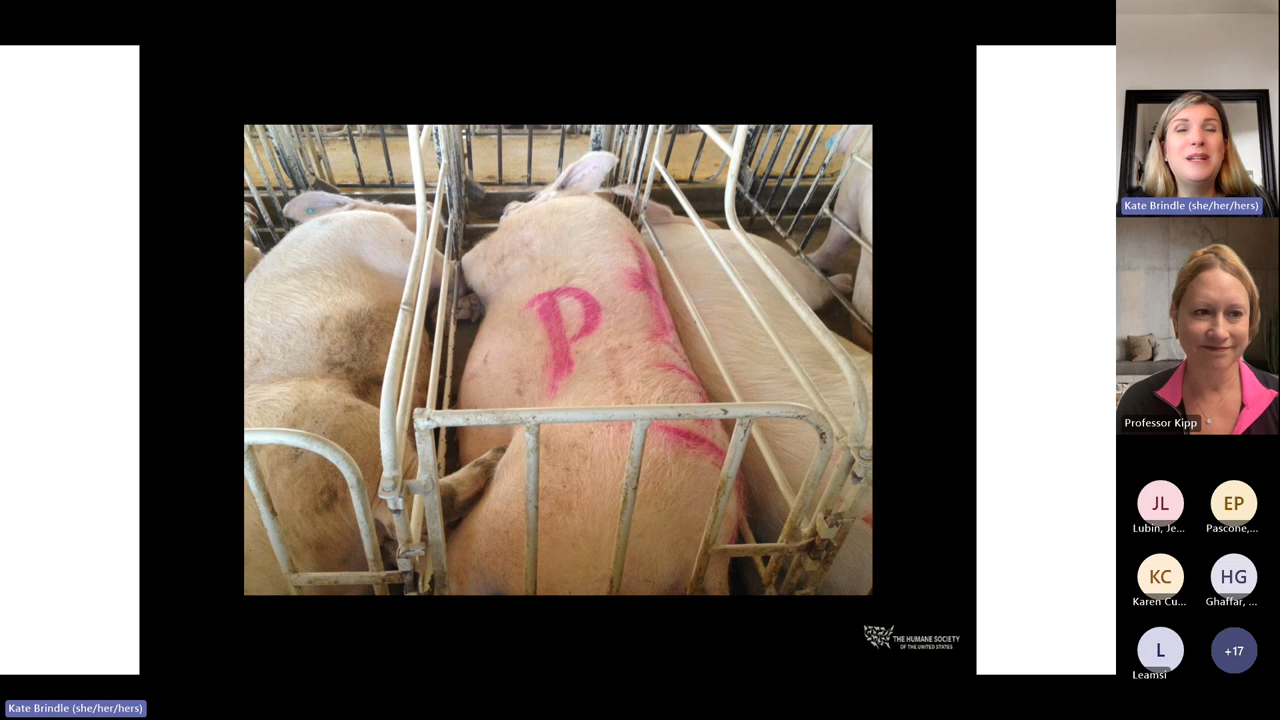 P
THE HUMANE SOCIETY
OF THE UNITED STATES
Kate Brindle (she/her/hers)
Professor Kipp
JL
EP
Lubin, Je...
Pascone,...
KC
HG
Karen Cu...
Ghaffar, ...
L
+17
Leamsi
Kate Brindle (she/her/hers)